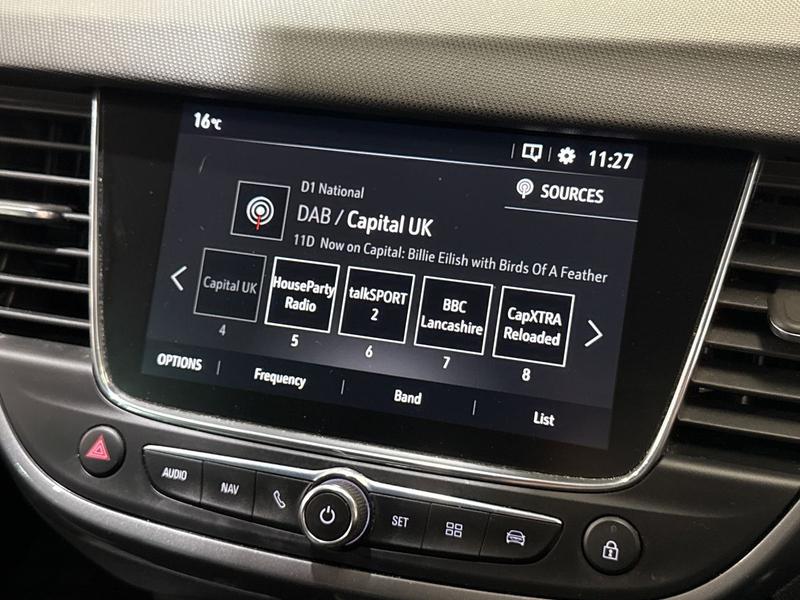 16°C
11:27
SOURCES
D1 National
DAB / Capital UK
11D Now on Capital: Billie Eilish with Birds Of A Feather
Capital UK
4
HouseParty
Radio
5
talkSPORT
2
6
BBC
Lancashire
7
CapXTRA
Reloaded
8
OPTIONS
Frequency
Band
List
AUDIO
NAV
SET